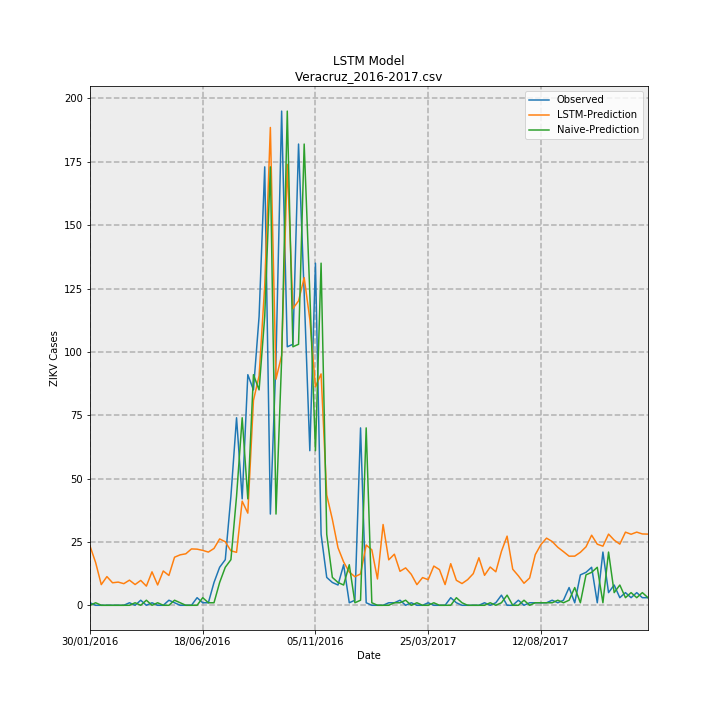 LSTM Model
Veracruz_2016-2017.csv
Observed
LSTM-Prediction
Naive-Prediction
200
175
150
125
100
75
50
25
0
ZIKV Cases
30/01/2016
18/06/2016
05/11/2016
25/03/2017
12/08/2017
Date